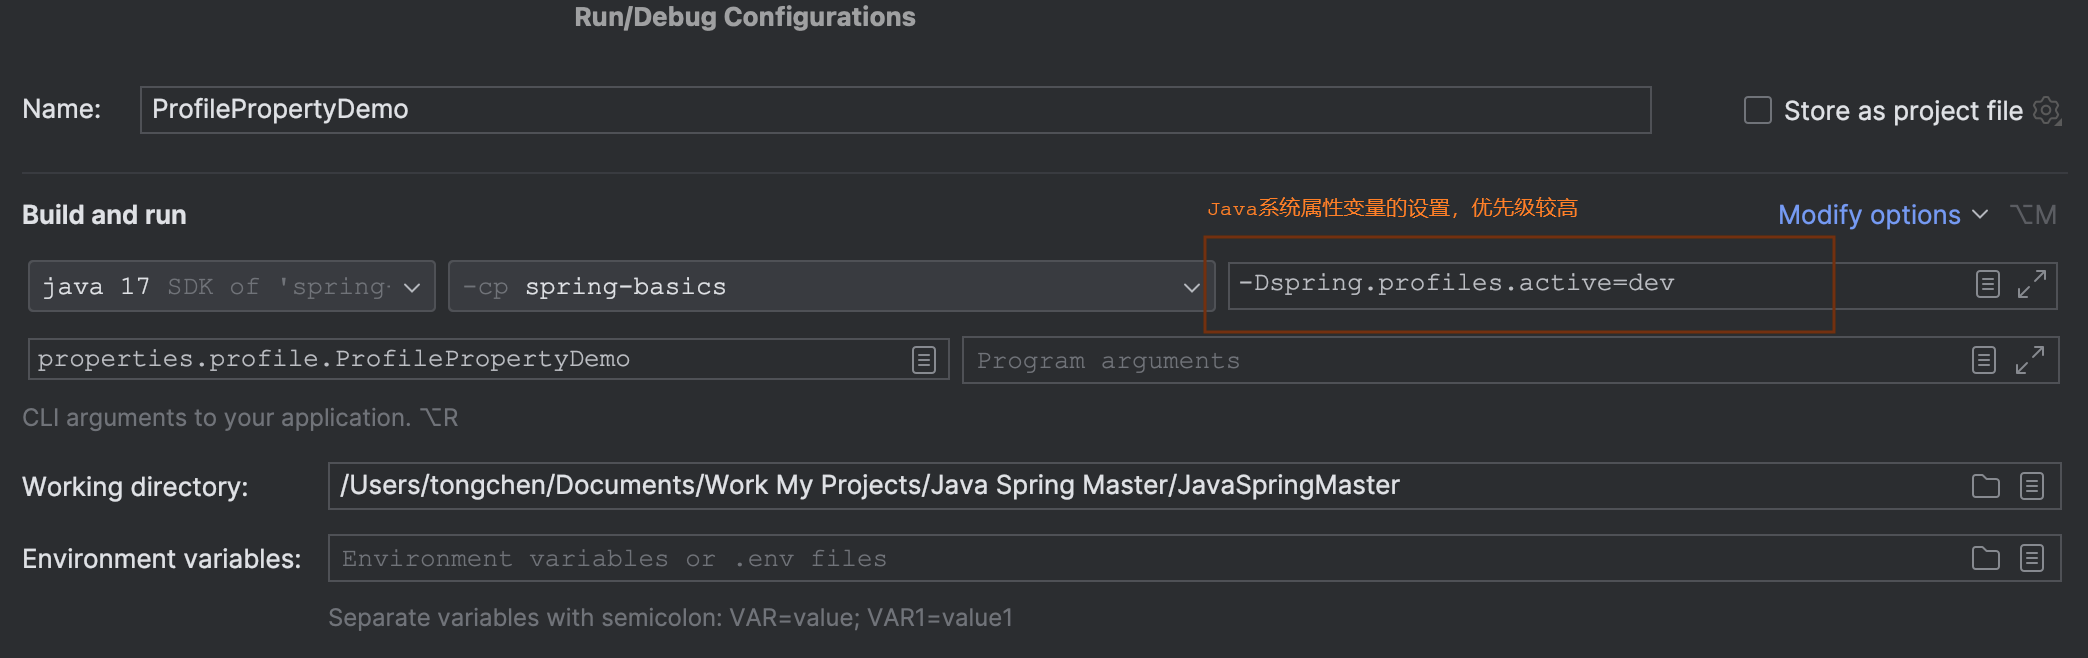 Run/Debug Configurations
Name: ProfilePropertyDemo Store as project file
Build and run Java系统属性变量的设置，优先级较高 Modify options ⌥M
java 17 SDK of 'spring- -cp spring-basics -Dspring.profiles.active=dev
properties.profile.ProfilePropertyDemo Program arguments
CLI arguments to your application. ⌥R
Working directory: /Users/tongchen/Documents/Work My Projects/Java Spring Master/JavaSpringMaster
Environment variables: Environment variables or .env files
Separate variables with semicolon: VAR=value; VAR1=value1